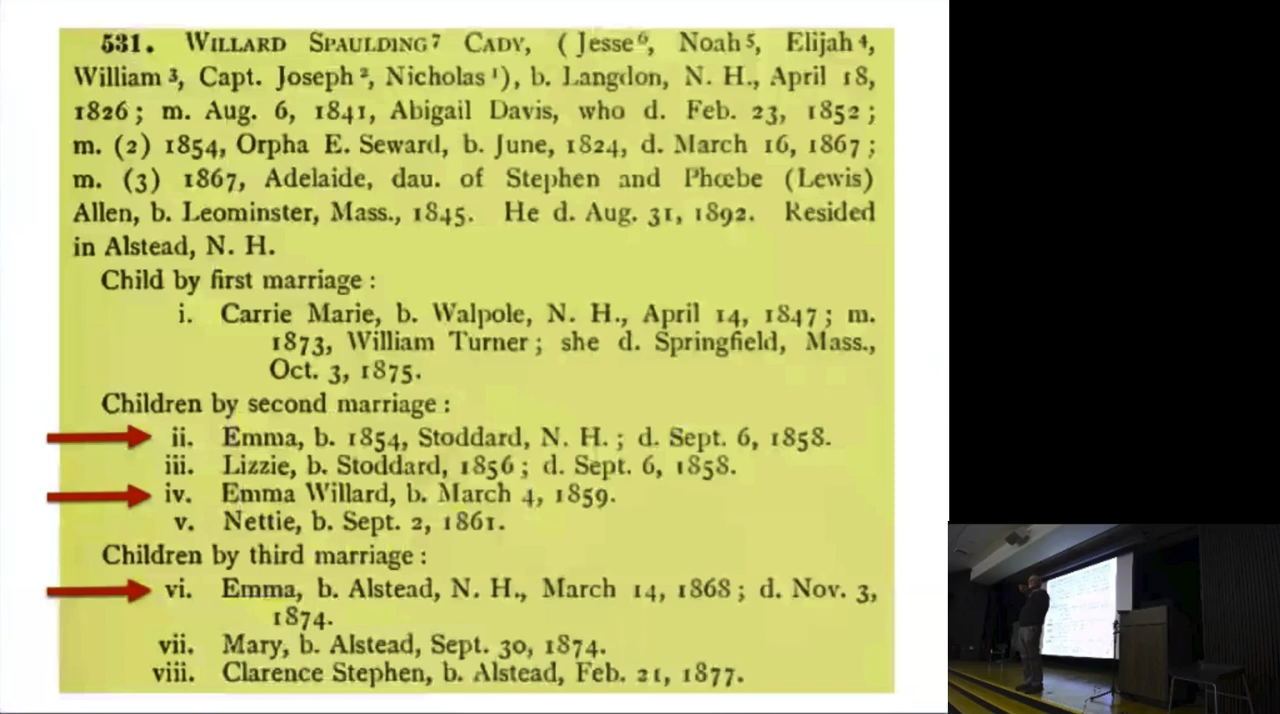 531. WILLARD SPAULDING⁷ CADY, (Jesse⁶, Noah⁵, Elijah⁴,
William³, Capt. Joseph², Nicholas¹), b. Langdon, N. H., April 18,
1826; m. Aug. 6, 1841, Abigail Davis, who d. Feb. 23, 1852;
m. (2) 1854, Orpha E. Seward, b. June, 1824, d. March 16, 1867;
m. (3) 1867, Adelaide, dau. of Stephen and Phœbe (Lewis)
Allen, b. Leominster, Mass., 1845. He d. Aug. 31, 1892. Resided
in Alstead, N. H.
Child by first marriage:
i. Carrie Marie, b. Walpole, N. H., April 14, 1847; m.
1873, William Turner; she d. Springfield, Mass.,
Oct. 3, 1875.
Children by second marriage:
ii. Emma, b. 1854, Stoddard, N. H.; d. Sept. 6, 1858.
iii. Lizzie, b. Stoddard, 1856; d. Sept. 6, 1858.
iv. Emma Willard, b. March 4, 1859.
v. Nettie, b. Sept. 2, 1861.
Children by third marriage:
vi. Emma, b. Alstead, N. H., March 14, 1868; d. Nov. 3,
1874.
vii. Mary, b. Alstead, Sept. 30, 1874.
viii. Clarence Stephen, b. Alstead, Feb. 21, 1877.